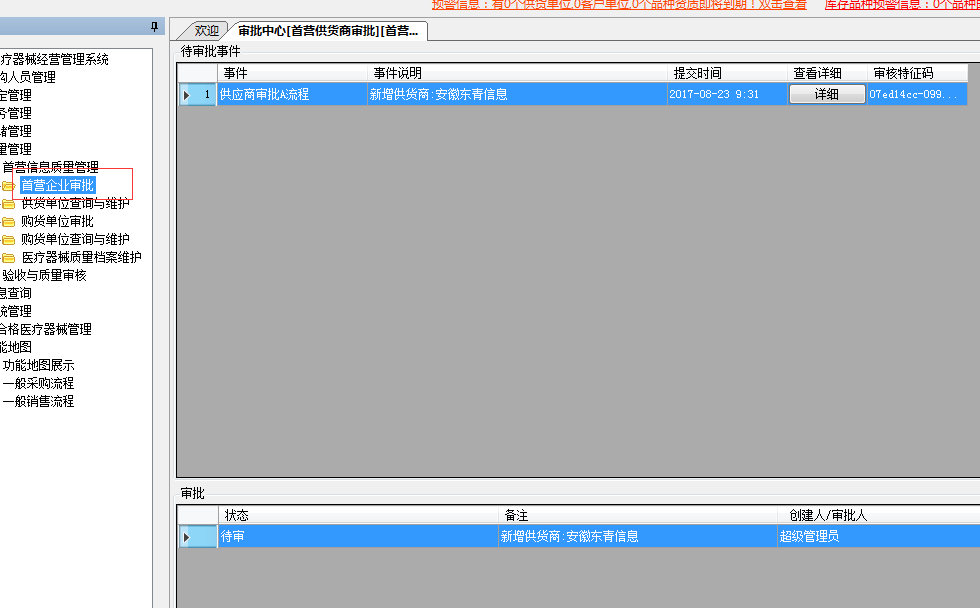 预警信息：有0个供货单位,0客户单位,0个品种资质即将到期！双击查看
库存品种预警信息：0个品种
欢迎
审批中心[首营供货商审批][首营...
待审批事件
疗器械经营管理系统
购人员管理
定管理
管理
储管理
量管理
首营信息质量管理
首营企业审批
供货单位查询与维护
购货单位审批
购货单位查询与维护
医疗器械质量档案维护
验收与质量审核
息查询
统管理
合格医疗器械管理
能地图
功能地图展示
一般采购流程
一般销售流程
事件 事件说明 提交时间 查看详细 审核特征码
1 供应商审批A流程 新增供货商:安徽东青信息 2017-08-23 9:31 详细 07ed14cc-099...
审批
状态 备注 创建人/审批人
待审 新增供货商:安徽东青信息 超级管理员